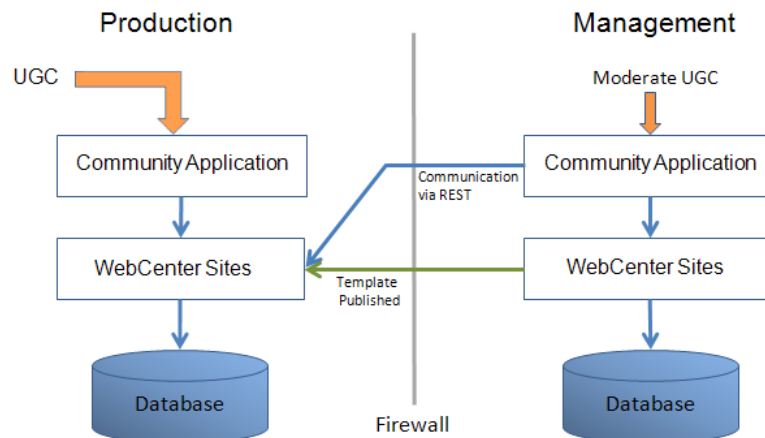 Production
Management
UGC
Moderate UGC
Community Application
Community Application
Communication
via REST
WebCenter Sites
WebCenter Sites
Template
Published
Database
Database
Firewall